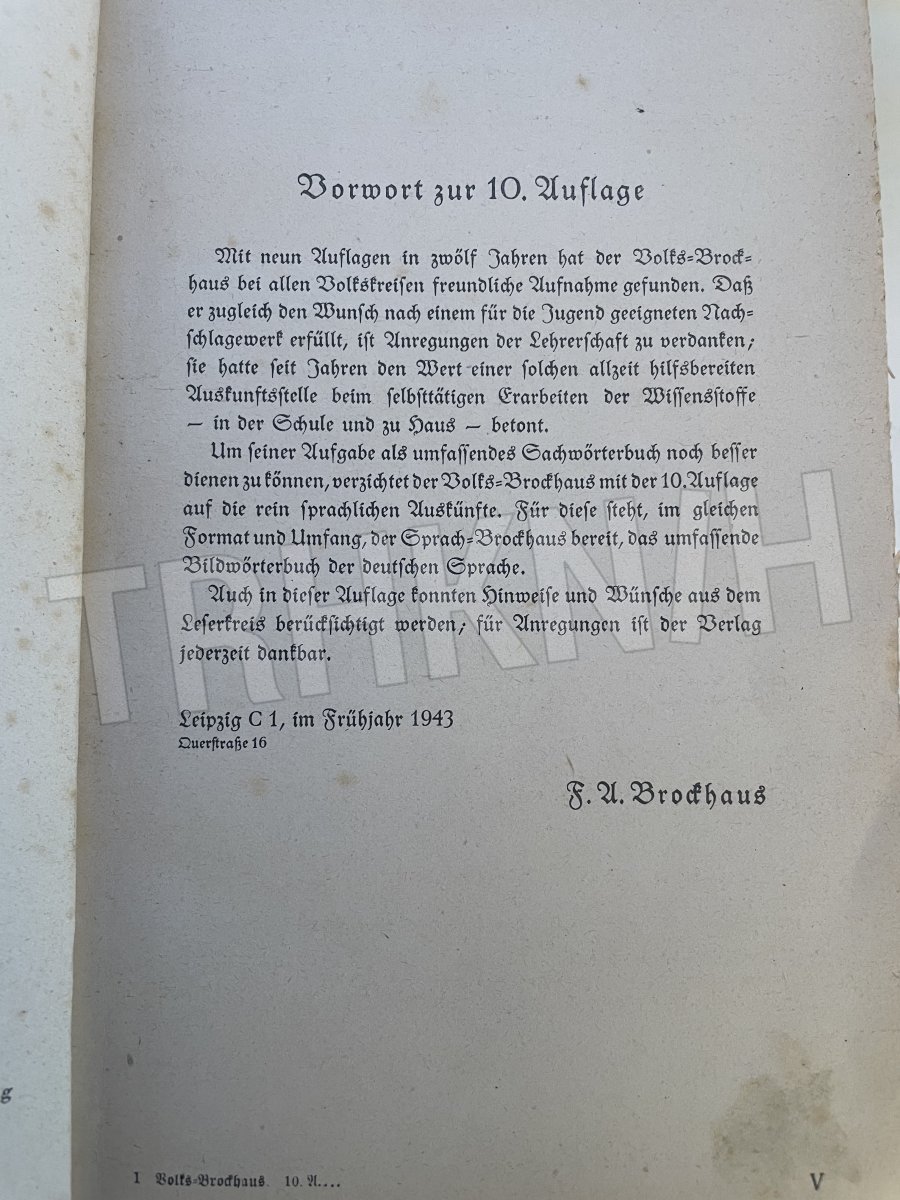 Vorwort zur 10. Auflage
Mit neun Auflagen in zwölf Jahren hat der Volks-Brock-
haus bei allen Volkskreisen freundliche Aufnahme gefunden. Daß
er zugleich den Wunsch nach einem für die Jugend geeigneten Nach-
schlagewerk erfüllt, ist Anregungen der Lehrerschaft zu verdanken;
sie hatte seit Jahren den Wert einer solchen allzeit hilfsbereiten
Auskunftsstelle beim selbsttätigen Erarbeiten der Wissensstoffe
— in der Schule und zu Haus — betont.
Um seiner Aufgabe als umfassendes Sachwörterbuch noch besser
dienen zu können, verzichtet der Volks-Brockhaus mit der 10. Auflage
auf die rein sprachlichen Auskünfte. Für diese steht, im gleichen
Format und Umfang, der Sprach-Brockhaus bereit, das umfassende
Bildwörterbuch der deutschen Sprache.
Auch in dieser Auflage konnten Hinweise und Wünsche aus dem
Leserkreis berücksichtigt werden; für Anregungen ist der Verlag
jederzeit dankbar.
Leipzig C 1, im Frühjahr 1943
Querstraße 16
F. A. Brockhaus
g
I Volks-Brockhaus. 10. A....
V
TRHKN/H